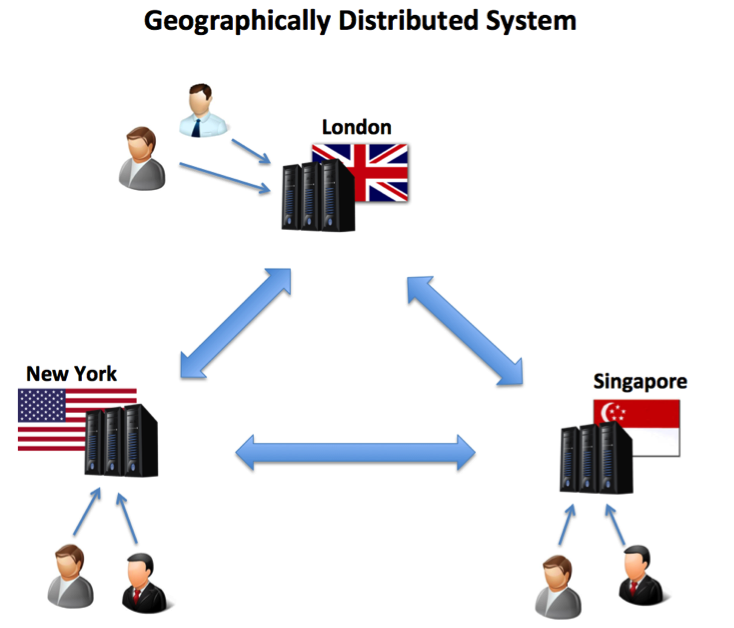 Geographically Distributed System
London
New York
Singapore